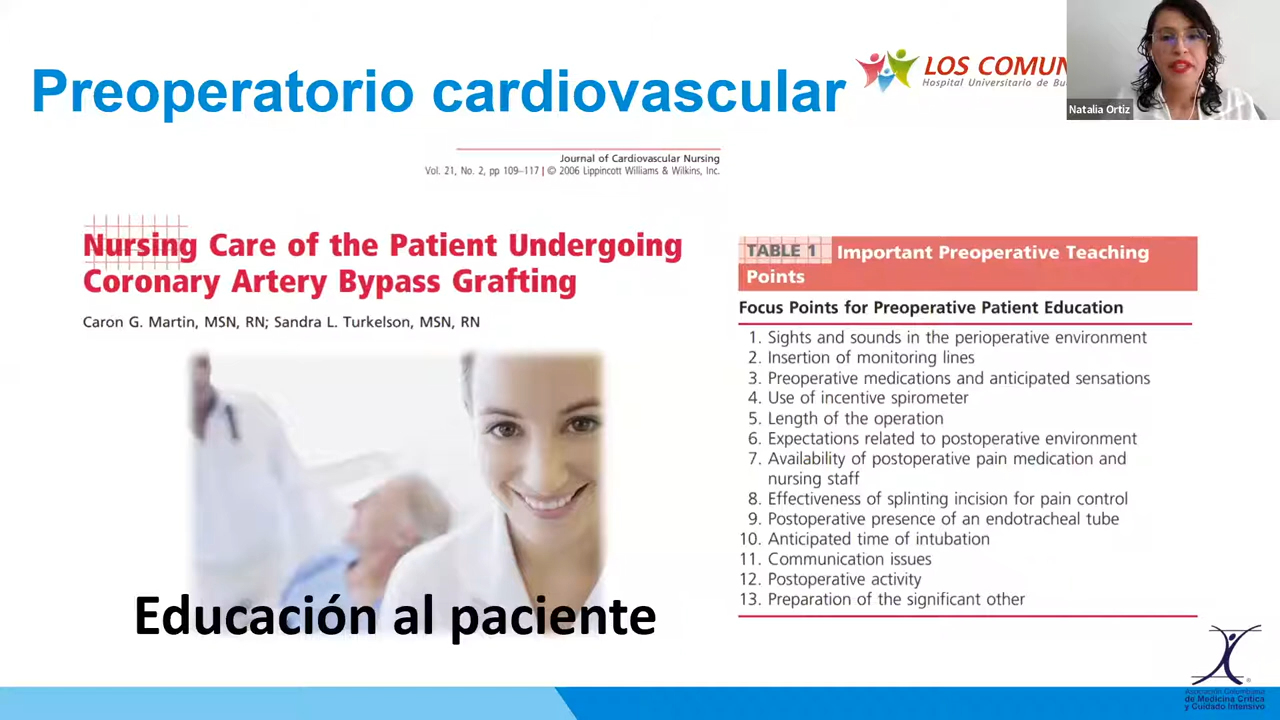 Preoperatorio cardiovascular
LOS COMUN
Hospital Universitario de Bu
Natalia Ortiz
Journal of Cardiovascular Nursing
Vol. 21, No. 2, pp 109–117 | © 2006 Lippincott Williams & Wilkins, Inc.
Nursing Care of the Patient Undergoing
Coronary Artery Bypass Grafting
Caron G. Martin, MSN, RN; Sandra L. Turkelson, MSN, RN
Educación al paciente
TABLE 1 Important Preoperative Teaching
Points
Focus Points for Preoperative Patient Education
1. Sights and sounds in the perioperative environment
2. Insertion of monitoring lines
3. Preoperative medications and anticipated sensations
4. Use of incentive spirometer
5. Length of the operation
6. Expectations related to postoperative environment
7. Availability of postoperative pain medication and
nursing staff
8. Effectiveness of splinting incision for pain control
9. Postoperative presence of an endotracheal tube
10. Anticipated time of intubation
11. Communication issues
12. Postoperative activity
13. Preparation of the significant other
Asociación Colombiana
de Medicina Crítica
y Cuidado Intensivo